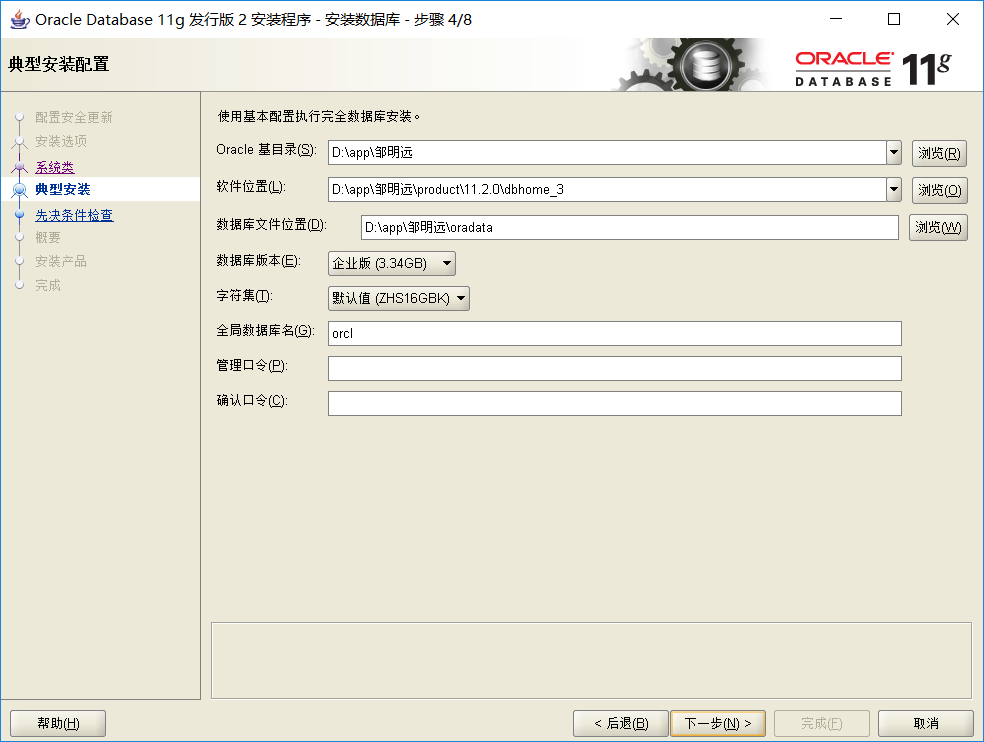 Oracle Database 11g 发行版 2 安装程序 - 安装数据库 - 步骤 4/8
典型安装配置
ORACLE DATABASE 11g
配置安全更新
安装选项
系统类
典型安装
先决条件检查
概要
安装产品
完成
使用基本配置执行完全数据库安装。
Oracle 基目录(S): D:\app\邹明远 浏览(R)
软件位置(L): D:\app\邹明远\product\11.2.0\dbhome_3 浏览(O)
数据库文件位置(D): D:\app\邹明远\oradata 浏览(W)
数据库版本(E): 企业版 (3.34GB)
字符集(T): 默认值 (ZHS16GBK)
全局数据库名(G): orcl
管理口令(P):
确认口令(C):
帮助(H) < 后退(B) 下一步(N) > 完成(F) 取消